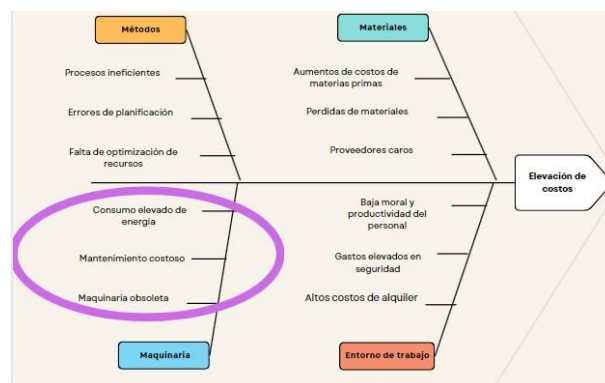 Métodos
Materiales
Procesos ineficientes
Errores de planificación
Falta de optimización de
recursos
Aumentos de costos de
materias primas
Perdidas de materiales
Proveedores caros
Elevación de
costos
Consumo elevado de
energia
Mantenimiento costoso
Maquinaria obsoleta
Baja moral y
productividad del
personal
Gastos elevados en
seguridad
Altos costos de alquiler
Maquinaria
Entorno de trabajo